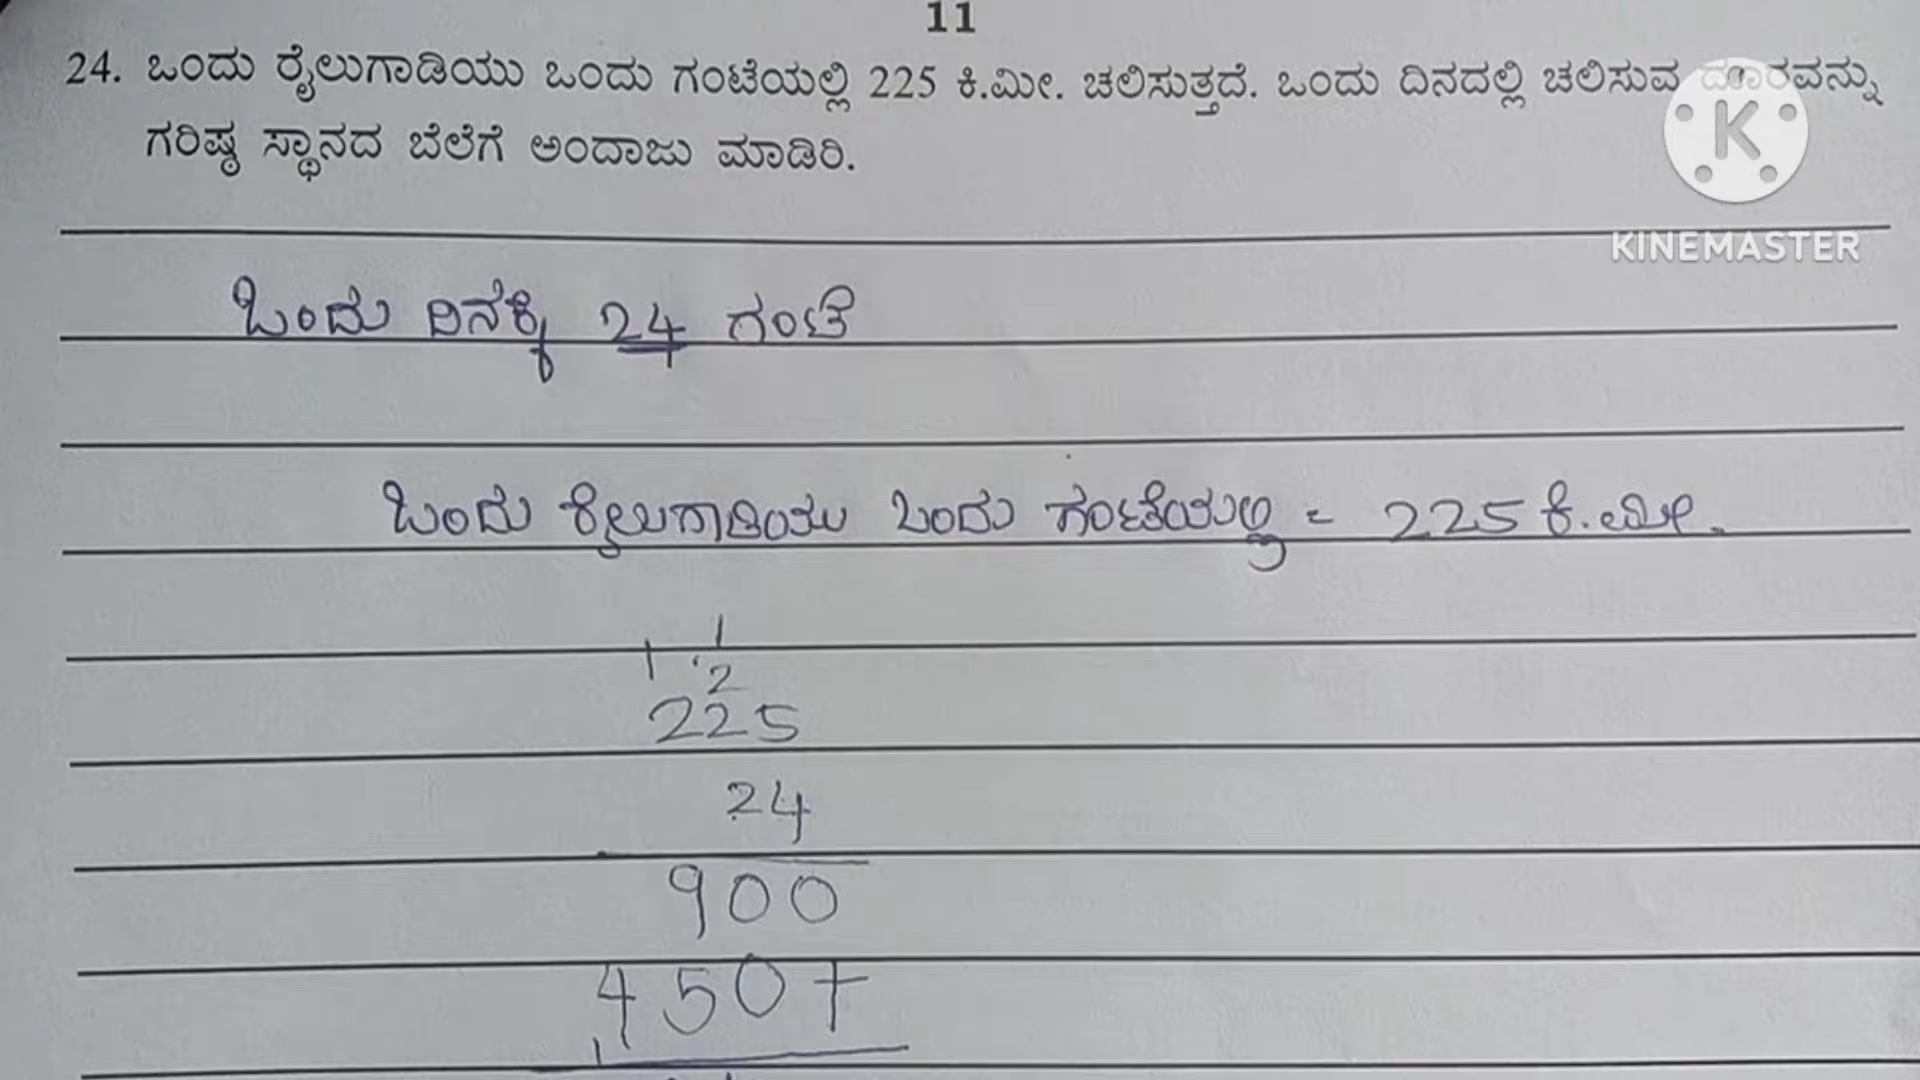 11
24. ಒಂದು ರೈಲುಗಾಡಿಯು ಒಂದು ಗಂಟೆಯಲ್ಲಿ 225 ಕಿ.ಮೀ. ಚಲಿಸುತ್ತದೆ. ಒಂದು ದಿನದಲ್ಲಿ ಚಲಿಸುವ ದೂರವನ್ನು
ಗರಿಷ್ಠ ಸ್ಥಾನದ ಬೆಲೆಗೆ ಅಂದಾಜು ಮಾಡಿರಿ.
K
KINEMASTER
ಒಂದು ದಿನಕ್ಕೆ 24 ಗಂಟೆ
ಒಂದು ರೈಲುಗಾಡಿಯು ಒಂದು ಗಂಟೆಯಲ್ಲಿ = 225 ಕಿ.ಮೀ.
1
1 2
225
24
900
450+